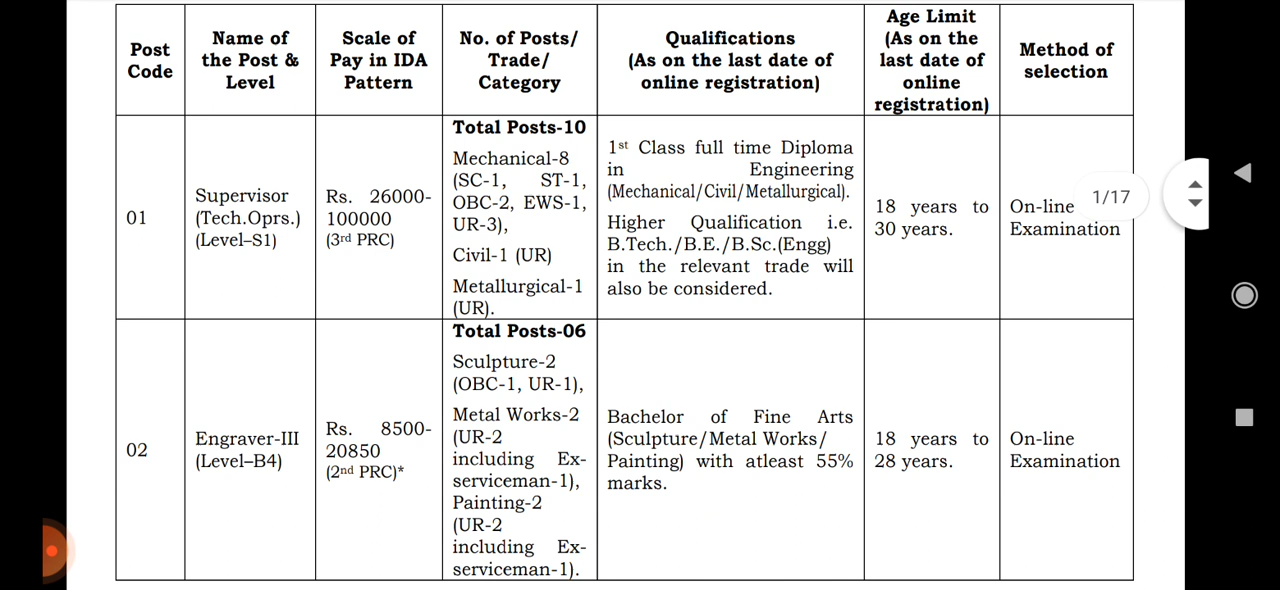 Post Code
Name of the Post & Level
Scale of Pay in IDA Pattern
No. of Posts/ Trade/ Category
Qualifications (As on the last date of online registration)
Age Limit (As on the last date of online registration)
Method of selection
01
Supervisor
(Tech.Oprs.)
(Level–S1)
Rs. 26000-
100000
(3rd PRC)
Total Posts-10
Mechanical-8
(SC-1, ST-1,
OBC-2, EWS-1,
UR-3),
Civil-1 (UR)
Metallurgical-1
(UR).
1st Class full time Diploma
in Engineering
(Mechanical/Civil/Metallurgical).
Higher Qualification i.e.
B.Tech./B.E./B.Sc.(Engg)
in the relevant trade will
also be considered.
18 years to
30 years.
On-line
Examination
1/17
02
Engraver-III
(Level–B4)
Rs. 8500-
20850
(2nd PRC)*
Total Posts-06
Sculpture-2
(OBC-1, UR-1),
Metal Works-2
(UR-2
including Ex-
serviceman-1),
Painting-2
(UR-2
including Ex-
serviceman-1).
Bachelor of Fine Arts
(Sculpture/Metal Works/
Painting) with atleast 55%
marks.
18 years to
28 years.
On-line
Examination